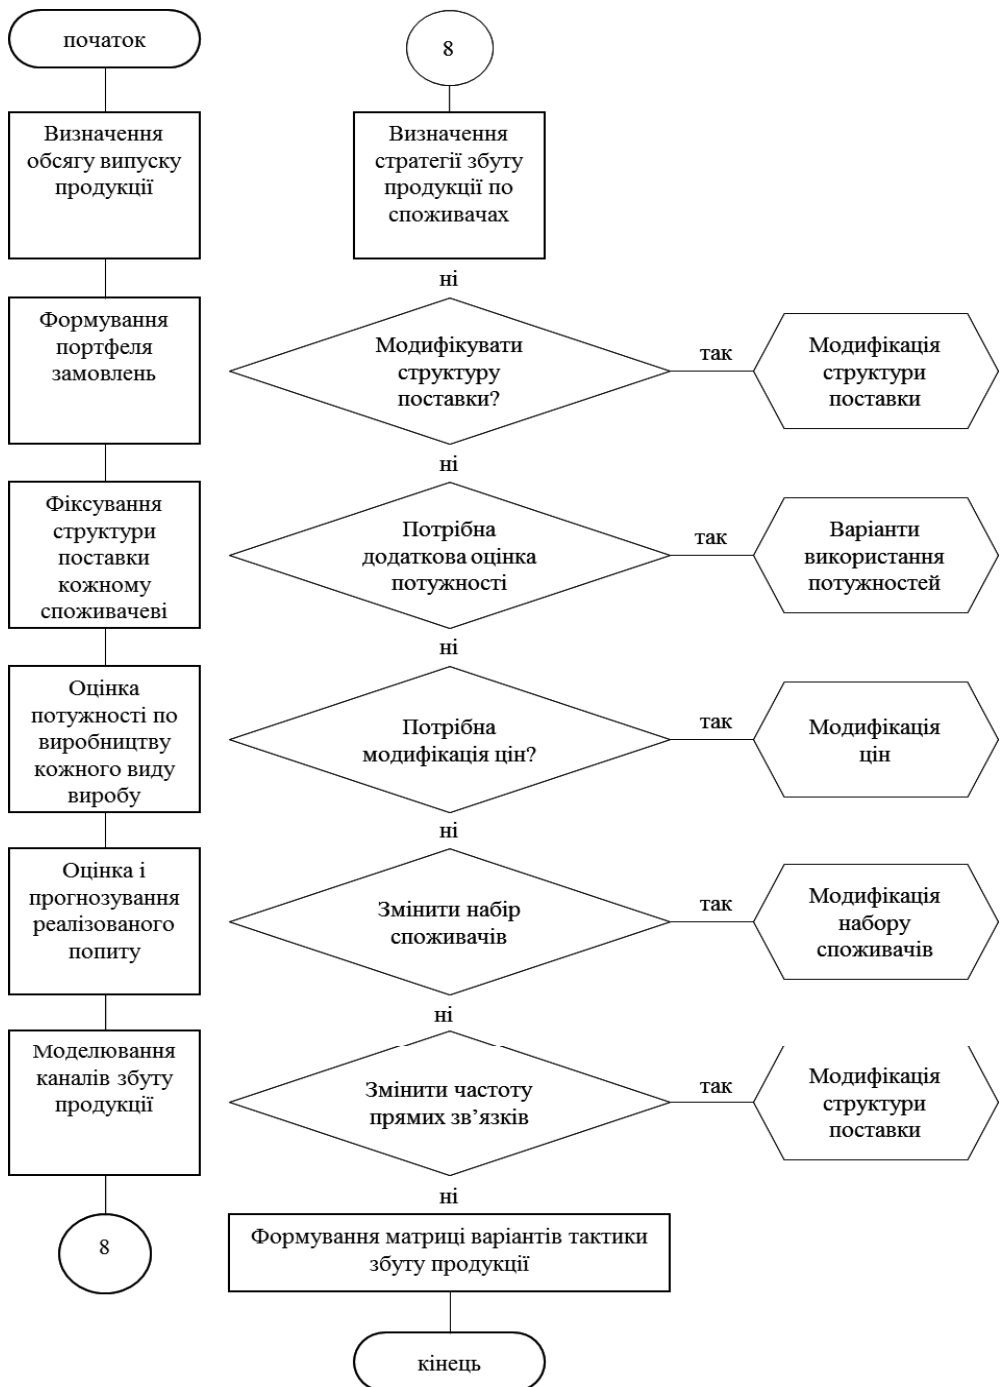 початок
Визначення
обсягу випуску
продукції
Формування
портфеля
замовлень
Фіксування
структури
поставки
кожному
споживачеві
Оцінка
потужності по
виробництву
кожного виду
виробу
Оцінка і
прогнозування
реалізованого
попиту
Моделювання
каналів збуту
продукції
8
8
Визначення
стратегії збуту
продукції по
споживачах
ні
Модифікувати
структуру
поставки?
так
Модифікація
структури
поставки
ні
Потрібна
додаткова оцінка
потужності
так
Варіанти
використання
потужностей
ні
Потрібна
модифікація цін?
так
Модифікація
цін
ні
Змінити набір
споживачів
так
Модифікація
набору
споживачів
ні
Змінити частоту
прямих зв’язків
так
Модифікація
структури
поставки
ні
Формування матриці варіантів тактики
збуту продукції
кінець